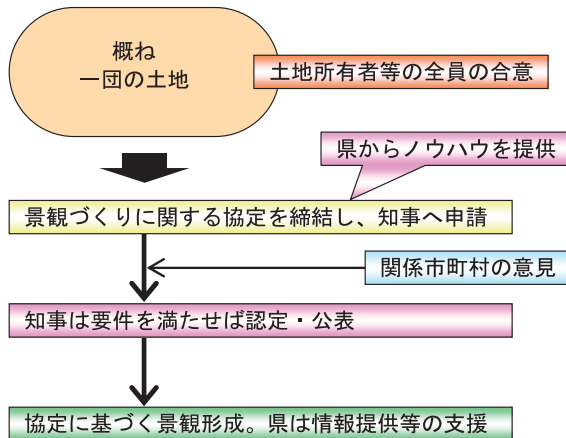 概ね
一団の土地
土地所有者等の全員の合意
県からノウハウを提供
景観づくりに関する協定を締結し、知事へ申請
関係市町村の意見
知事は要件を満たせば認定・公表
協定に基づく景観形成。県は情報提供等の支援